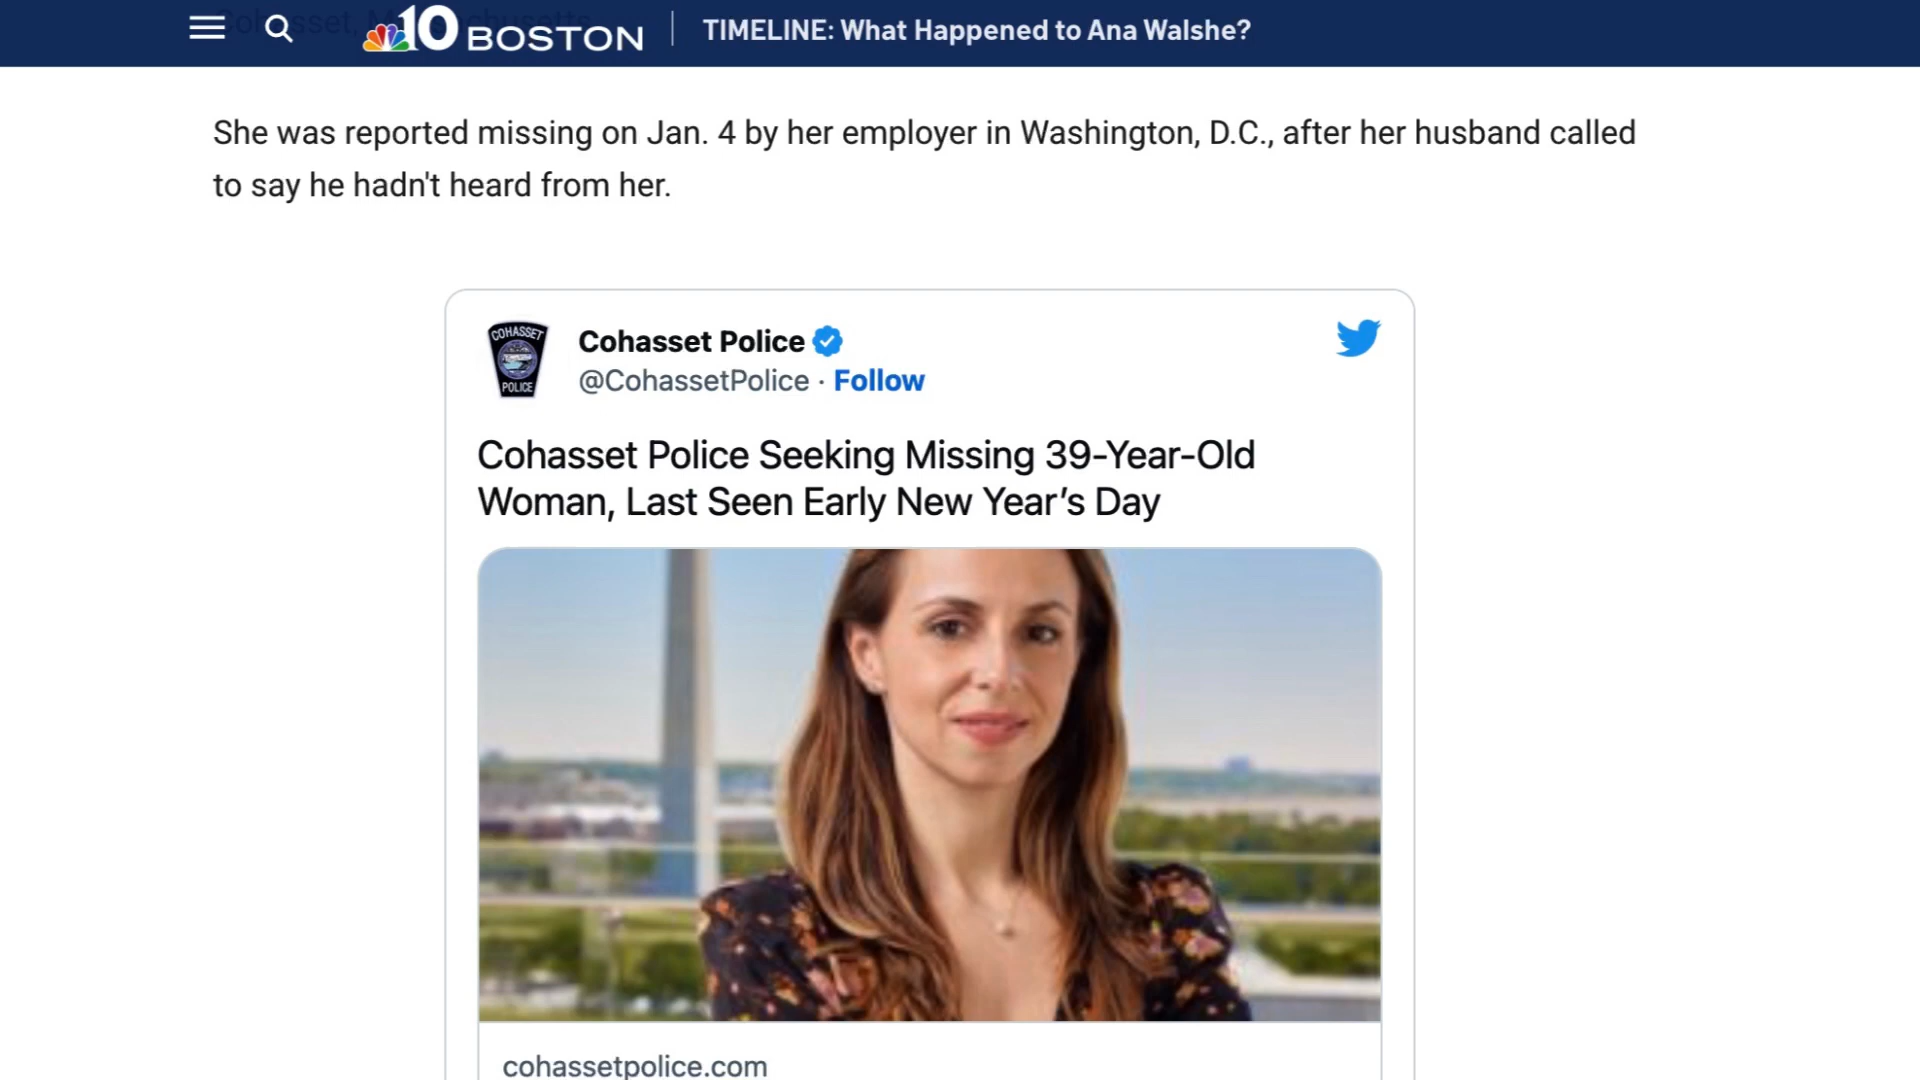 10 BOSTON
TIMELINE: What Happened to Ana Walshe?
She was reported missing on Jan. 4 by her employer in Washington, D.C., after her husband called
to say he hadn't heard from her.
COHASSET
POLICE
Cohasset Police
@CohassetPolice · Follow
Cohasset Police Seeking Missing 39-Year-Old
Woman, Last Seen Early New Year’s Day
cohassetpolice.com